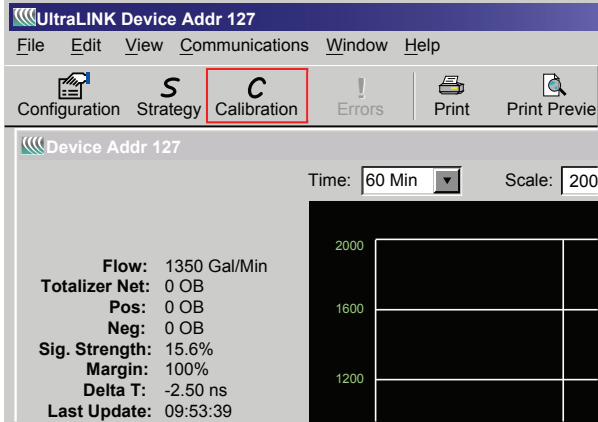 UltraLINK Device Addr 127
File Edit View Communications Window Help
S C !
Configuration Strategy Calibration Errors Print Print Previe
Device Addr 127
Time: 60 Min Scale: 200
2000
Flow: 1350 Gal/Min
Totalizer Net: 0 OB
Pos: 0 OB
1600
Neg: 0 OB
Sig. Strength: 15.6%
Margin: 100%
1200
Delta T: -2.50 ns
Last Update: 09:53:39